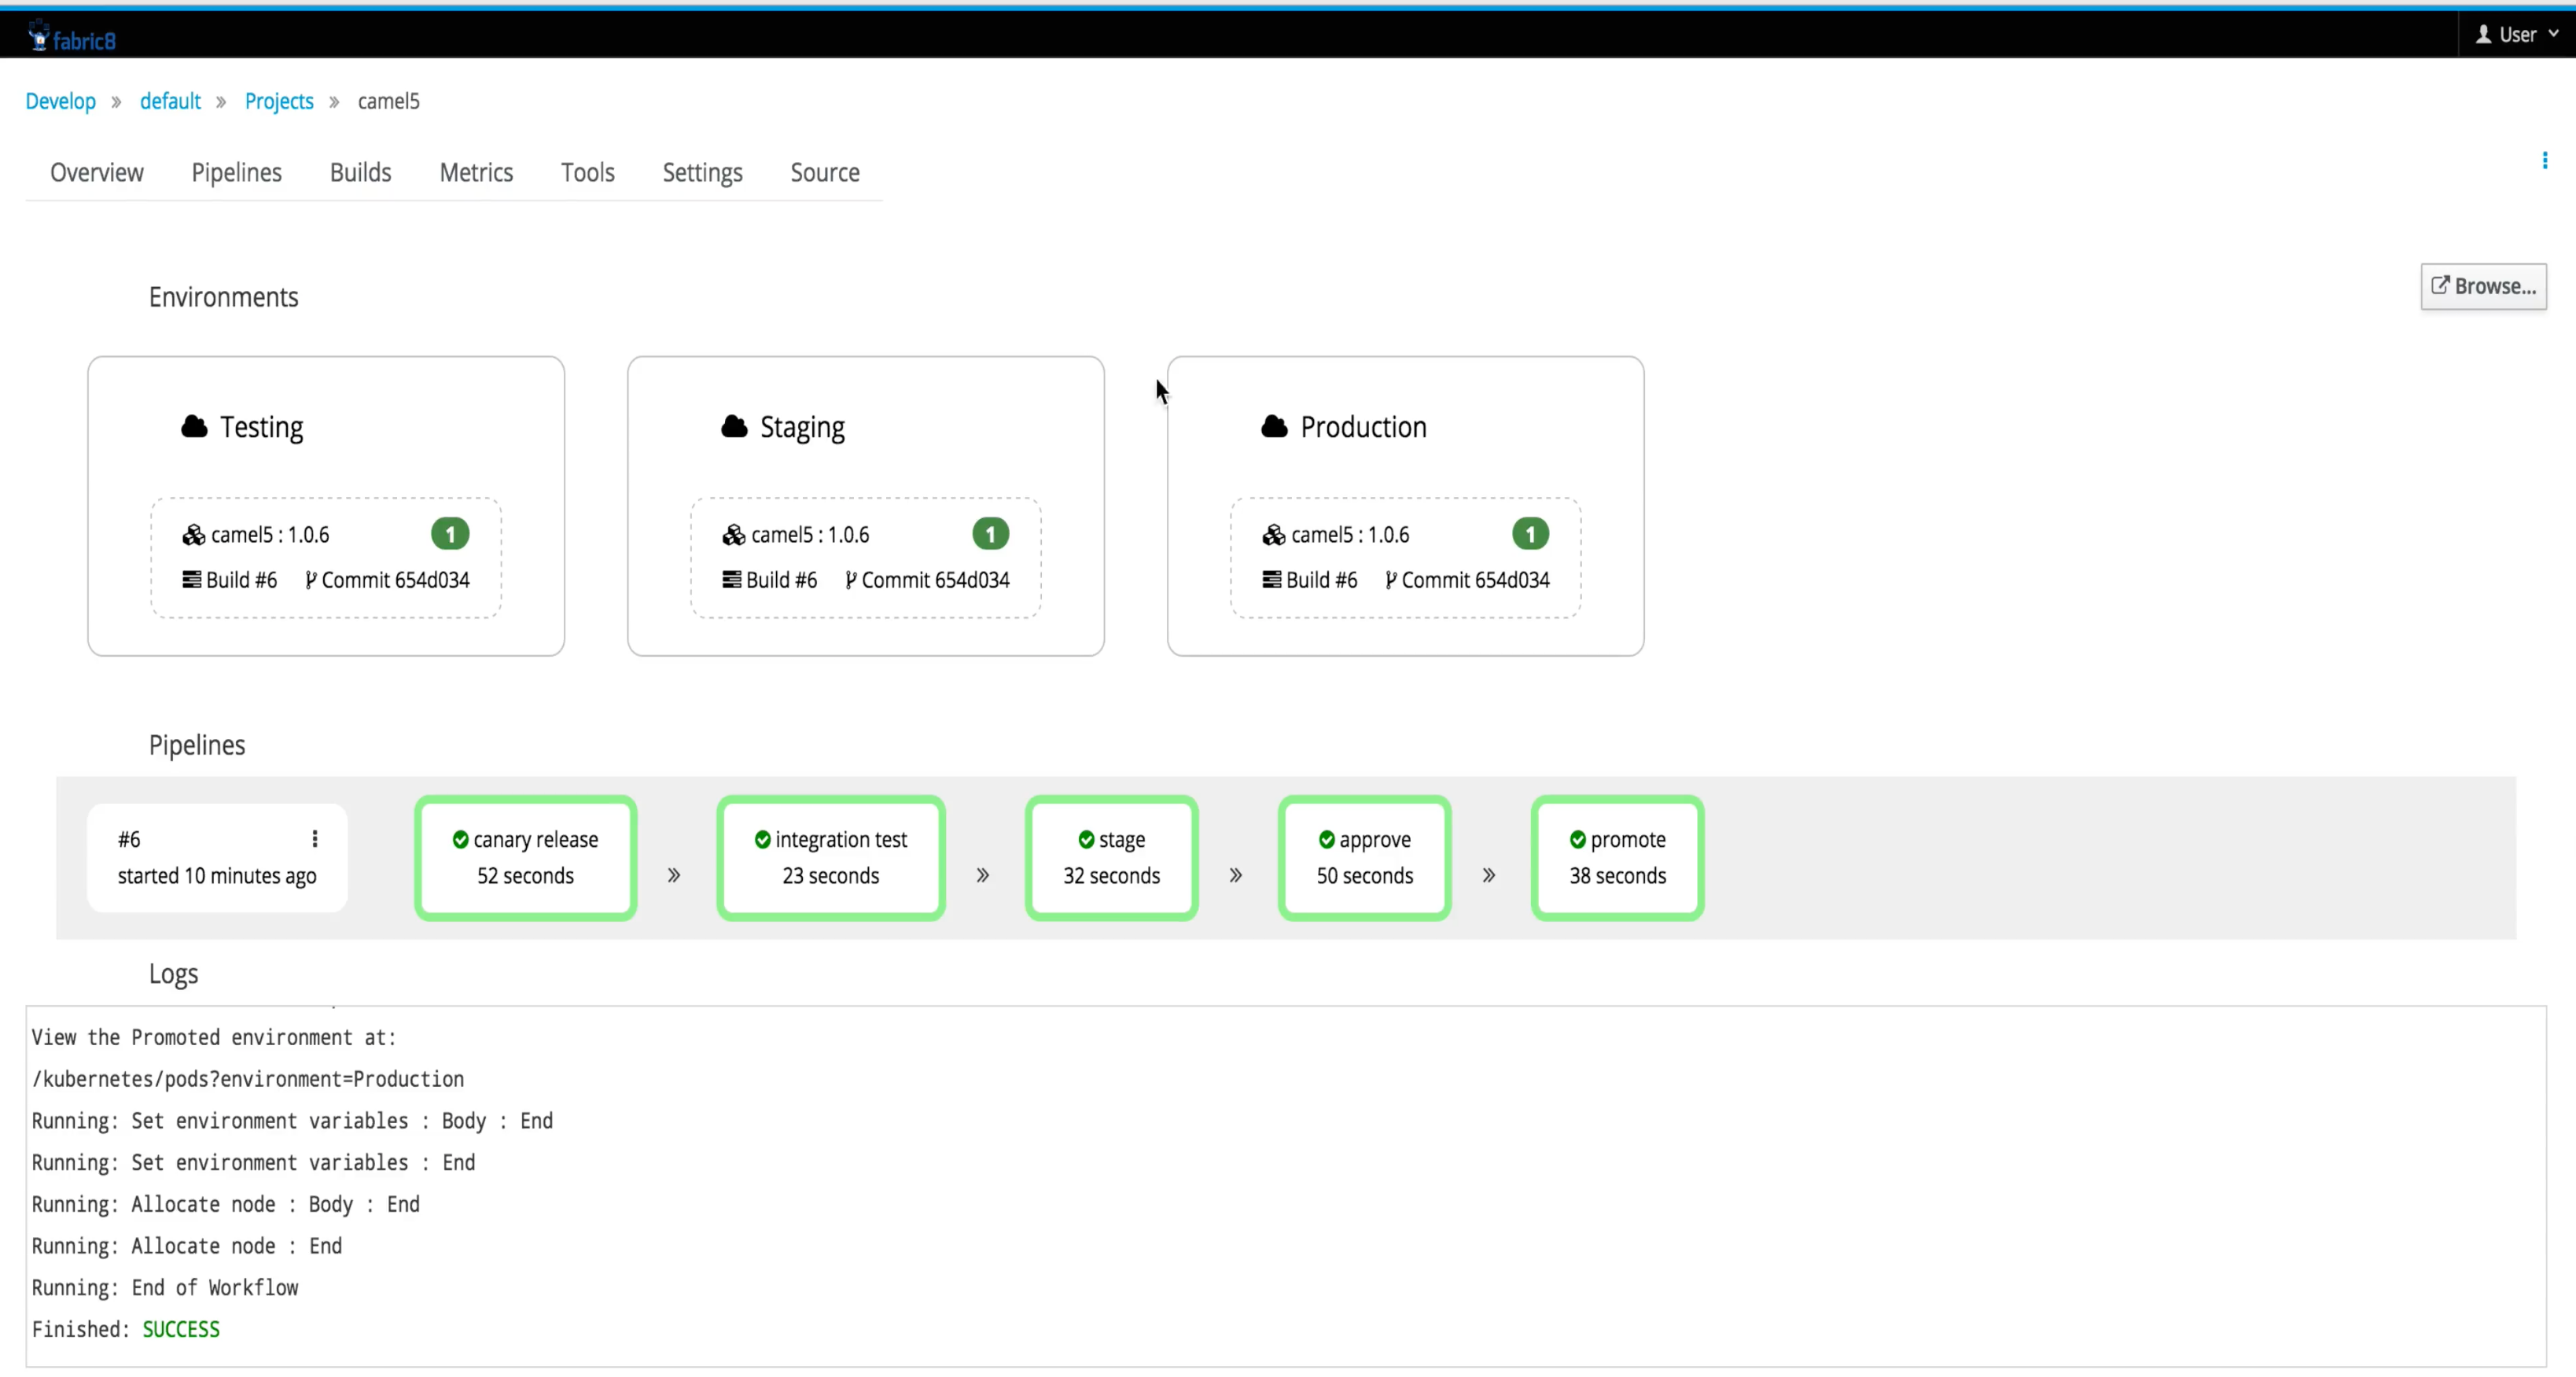 fabric8
User
Develop » default » Projects » camel5
Overview Pipelines Builds Metrics Tools Settings Source
Environments
Browse...
Testing
camel5 : 1.0.6 1
Build #6 Commit 654d034
Staging
camel5 : 1.0.6 1
Build #6 Commit 654d034
Production
camel5 : 1.0.6 1
Build #6 Commit 654d034
Pipelines
#6
started 10 minutes ago
canary release
52 seconds
»
integration test
23 seconds
»
stage
32 seconds
»
approve
50 seconds
»
promote
38 seconds
Logs
View the Promoted environment at:
/kubernetes/pods?environment=Production
Running: Set environment variables : Body : End
Running: Set environment variables : End
Running: Allocate node : Body : End
Running: Allocate node : End
Running: End of Workflow
Finished: SUCCESS